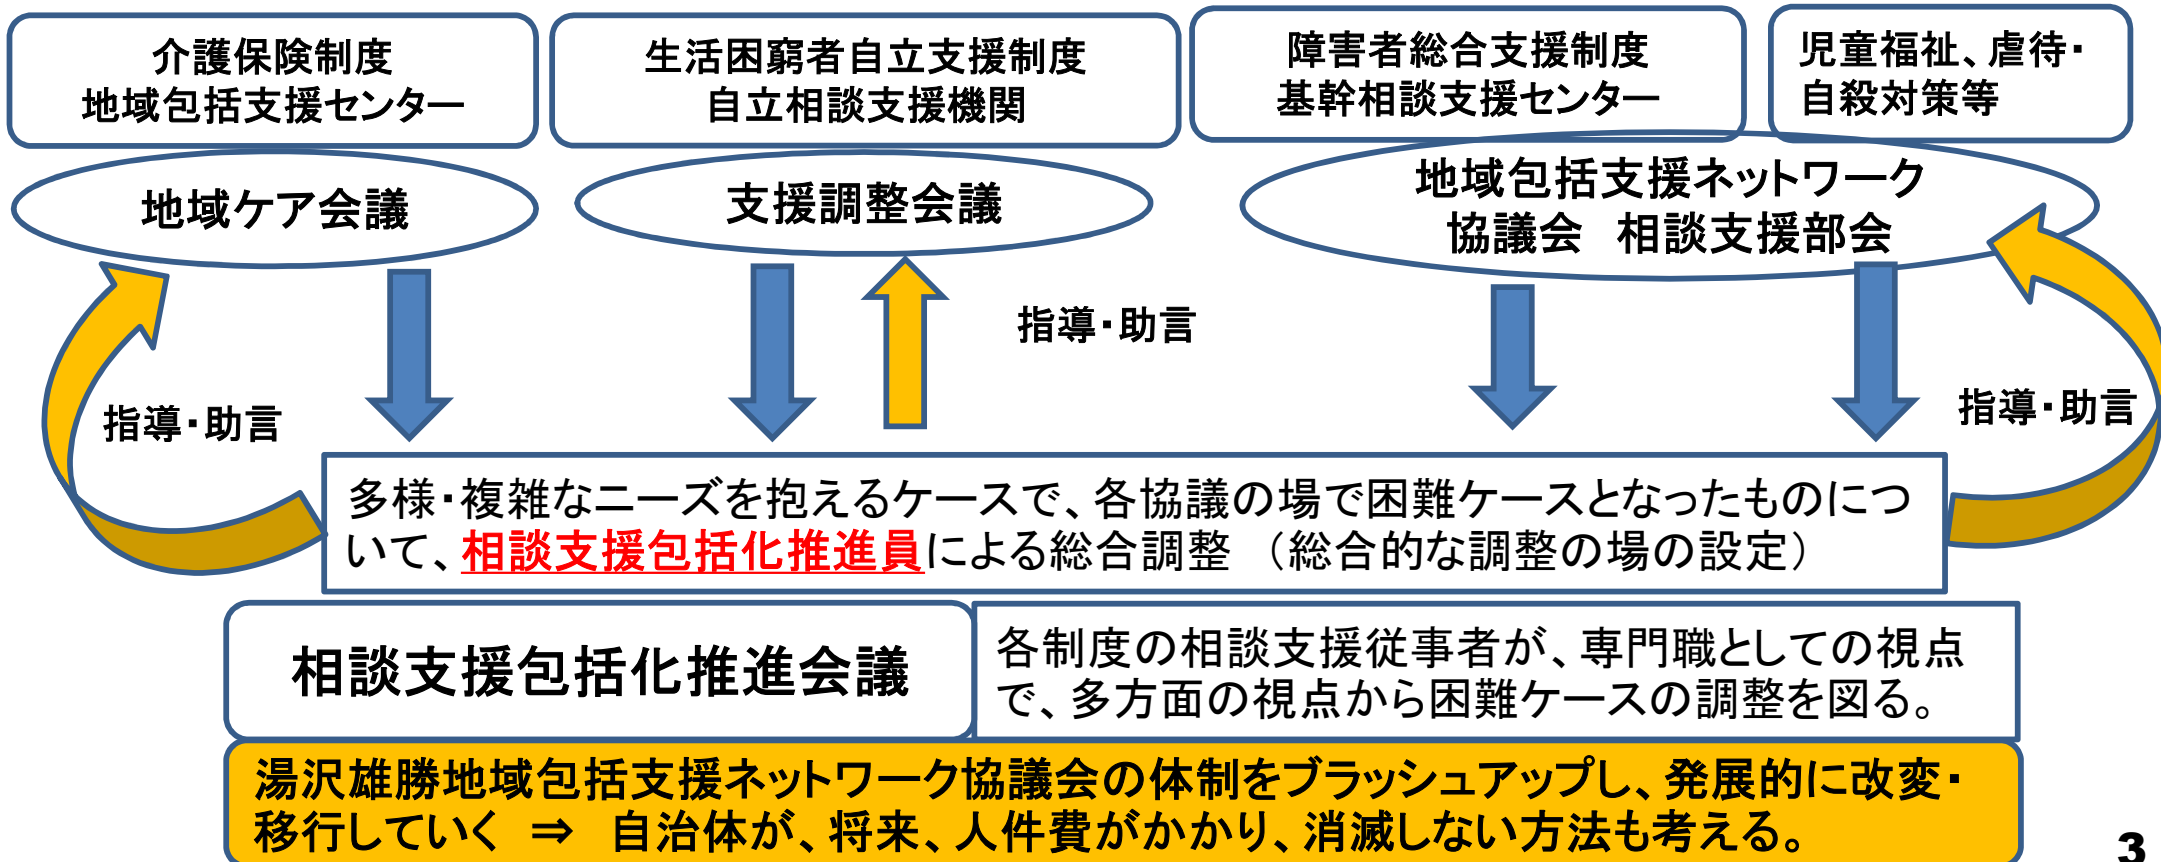 介護保険制度
地域包括支援センター
生活困窮者自立支援制度
自立相談支援機関
障害者総合支援制度
基幹相談支援センター
児童福祉、虐待・
自殺対策等
地域ケア会議
支援調整会議
地域包括支援ネットワーク
協議会　相談支援部会
指導・助言
指導・助言
指導・助言
多様・複雑なニーズを抱えるケースで、各協議の場で困難ケースとなったものにつ
いて、相談支援包括化推進員による総合調整　（総合的な調整の場の設定）
相談支援包括化推進会議
各制度の相談支援従事者が、専門職としての視点
で、多方面の視点から困難ケースの調整を図る。
湯沢雄勝地域包括支援ネットワーク協議会の体制をブラッシュアップし、発展的に改変・
移行していく　⇒　自治体が、将来、人件費がかかり、消滅しない方法も考える。
3